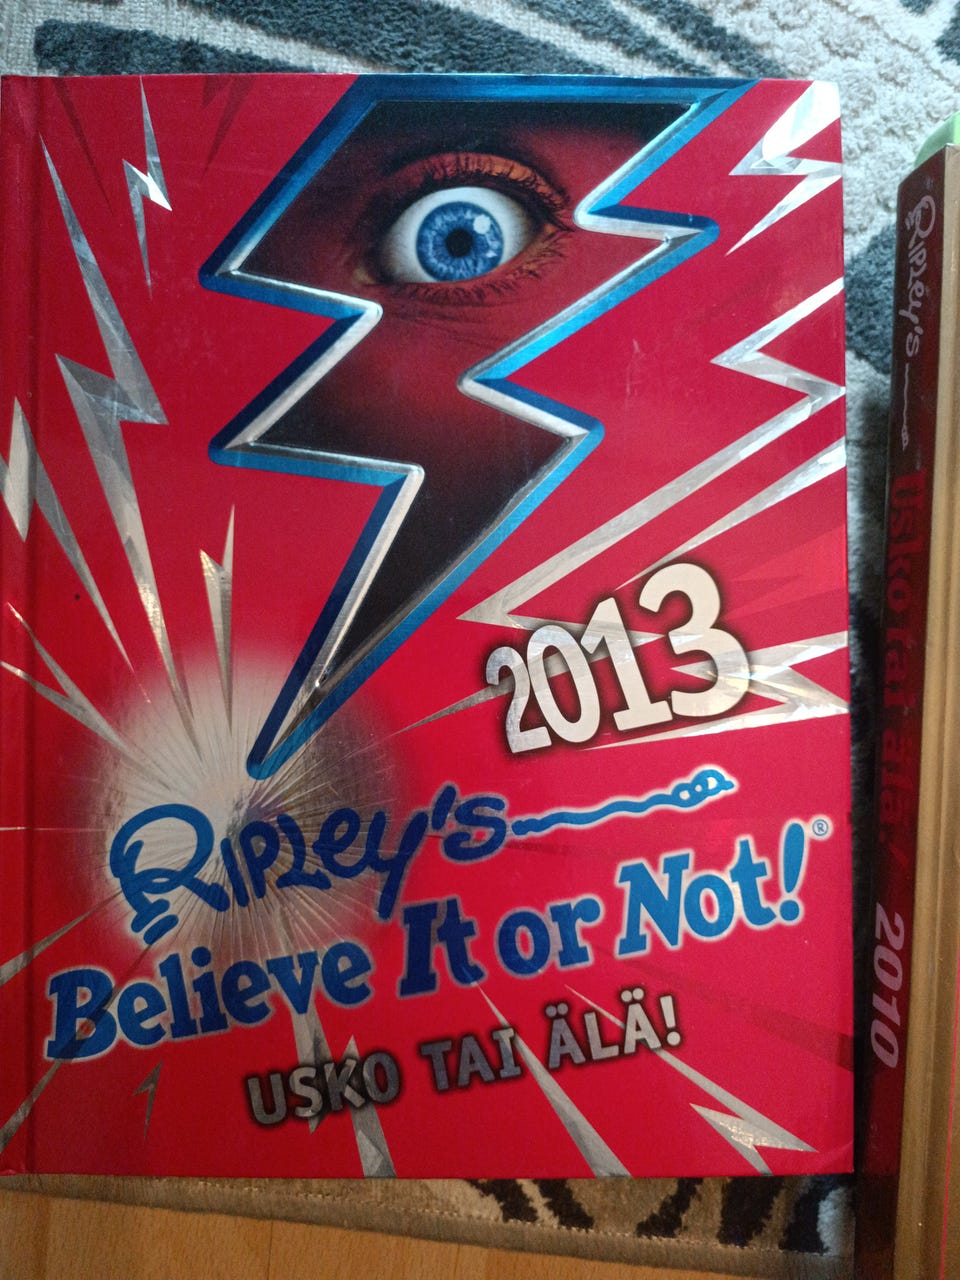 2013
Ripley's
Believe It or Not!®
USKO TAI ÄLÄ!
Ripley's
Usko tai älä!
2010